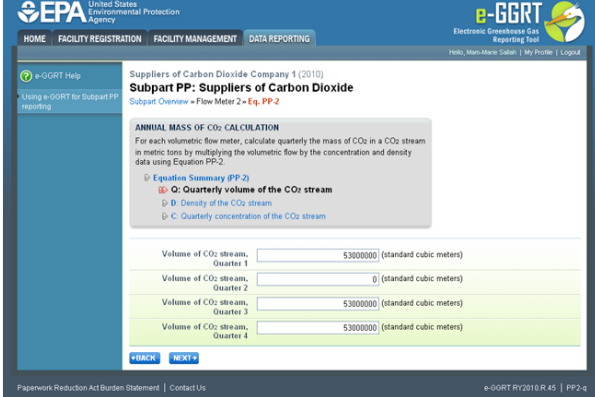 EPA United States
Environmental Protection
Agency
e-GGRT
Electronic Greenhouse Gas
Reporting Tool
HOME FACILITY REGISTRATION FACILITY MANAGEMENT DATA REPORTING
Hello, | My Profile | Logout
e-GGRT Help
Using e-GGRT for Subpart PP
reporting
Suppliers of Carbon Dioxide Company 1 (2010)
Subpart PP: Suppliers of Carbon Dioxide
Subpart Overview » Flow Meter 2 » Eq. PP-2
ANNUAL MASS OF CO2 CALCULATION
For each volumetric flow meter, calculate quarterly the mass of CO2 in a CO2 stream
in metric tons by multiplying the volumetric flow by the concentration and density
data using Equation PP-2.
Equation Summary (PP-2)
Q: Quarterly volume of the CO2 stream
D: Density of the CO2 stream
C: Quarterly concentration of the CO2 stream
Volume of CO2 stream, 53000000 (standard cubic meters)
Quarter 1
Volume of CO2 stream, 0 (standard cubic meters)
Quarter 2
Volume of CO2 stream, 53000000 (standard cubic meters)
Quarter 3
Volume of CO2 stream, 53000000 (standard cubic meters)
Quarter 4
BACK NEXT
Paperwork Reduction Act Burden Statement | Contact Us
e-GGRT RY2010.R.45 | PP2-q